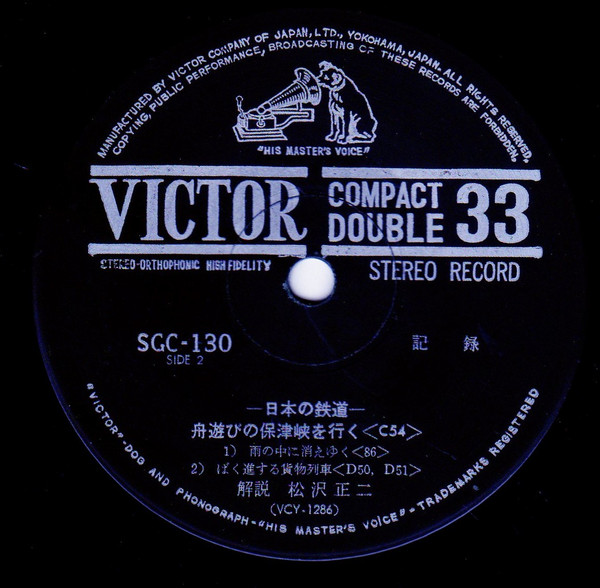 MANUFACTURED BY VICTOR COMPANY OF JAPAN, LTD., YOKOHAMA, JAPAN. ALL RIGHTS RESERVED.
COPYING, PUBLIC PERFORMANCE, BROADCASTING OF THESE RECORDS ARE FORBIDDEN.
"HIS MASTER'S VOICE"
VICTOR
COMPACT
DOUBLE 33
STEREO-ORTHOPHONIC HIGH FIDELITY
STEREO RECORD
SGC-130
SIDE 2
記録
—日本の鉄道—
舟遊びの保津峡を行く<C54>
1) 雨の中に消えゆく<86>
2) ばく進する貨物列車<D50, D51>
解説 松沢正二
(VCY-1286)
"VICTOR"-DOG AND PHONOGRAPH-"HIS MASTER'S VOICE"-TRADEMARKS REGISTERED